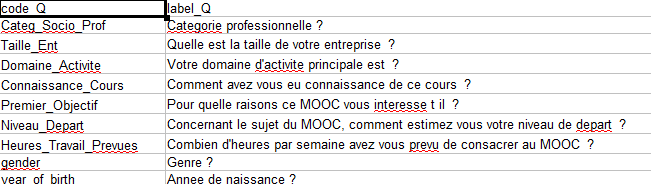 code_Q label_Q
Categ_Socio_Prof Categorie professionnelle ?
Taille_Ent Quelle est la taille de votre entreprise ?
Domaine_Activite Votre domaine d'activite principale est ?
Connaissance_Cours Comment avez vous eu connaissance de ce cours ?
Premier_Objectif Pour quelle raisons ce MOOC vous interesse t il ?
Niveau_Depart Concernant le sujet du MOOC, comment estimez vous votre niveau de depart ?
Heures_Travail_Prevues Combien d'heures par semaine avez vous prevu de consacrer au MOOC ?
gender Genre ?
year_of_birth Annee de naissance ?